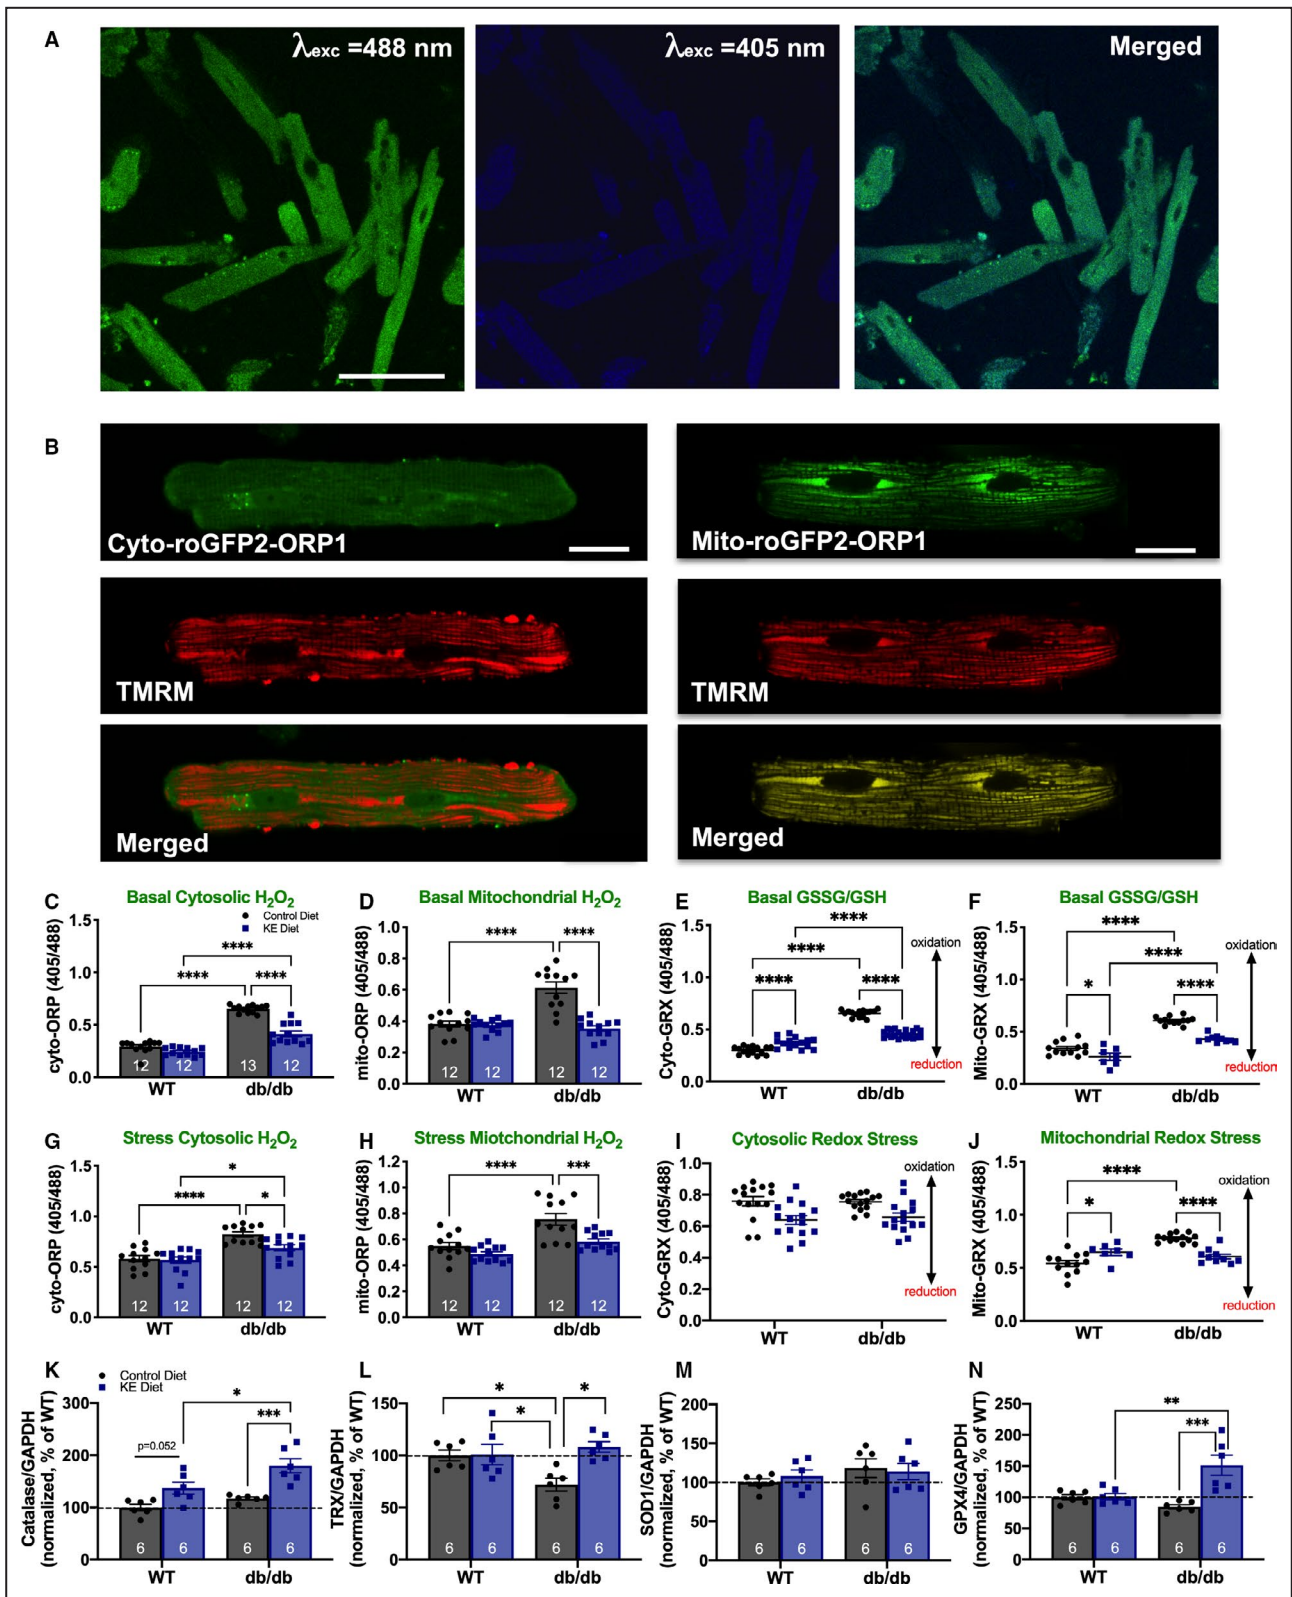 A
λexc =488 nm
λexc =405 nm
Merged
B
Cyto-roGFP2-ORP1
Mito-roGFP2-ORP1
TMRM
TMRM
Merged
Merged
C
Basal Cytosolic H₂O₂
cyto-ORP (405/488)
Control Diet
KE Diet
1.5
1.0
0.5
0.0
****
****
****
12 12 13 12
WT db/db
D
Basal Mitochondrial H₂O₂
mito-ORP (405/488)
1.0
0.8
0.6
0.4
0.2
0.0
**** ****
12 12 12 12
WT db/db
E
Basal GSSG/GSH
Cyto-GRX (405/488)
1.5
1.0
0.5
0.0
****
****
**** ****
oxidation
reduction
WT db/db
F
Basal GSSG/GSH
Mito-GRX (405/488)
1.5
1.0
0.5
0.0
****
****
* ****
oxidation
reduction
WT db/db
G
Stress Cytosolic H₂O₂
cyto-ORP (405/488)
1.5
1.0
0.5
0.0
*
**** *
12 12 12 12
WT db/db
H
Stress Miotchondrial H₂O₂
mito-ORP (405/488)
1.2
1.0
0.8
0.6
0.4
0.2
0.0
**** ***
12 12 12 12
WT db/db
I
Cytosolic Redox Stress
Cyto-GRX (405/488)
1.0
0.8
0.6
0.4
0.2
0.0
oxidation
reduction
WT db/db
J
Mitochondrial Redox Stress
Mito-GRX (405/488)
1.5
1.0
0.5
0.0
****
* ****
oxidation
reduction
WT db/db
K
Control Diet
KE Diet
Catalase/GAPDH
(normalized, % of WT)
300
200
100
0
*
***
p=0.052
6 6 6 6
WT db/db
L
TRX/GAPDH
(normalized, % of WT)
150
100
50
0
* *
*
6 6 6 6
WT db/db
M
SOD1/GAPDH
(normalized, % of WT)
200
150
100
50
0
6 6 6 6
WT db/db
N
GPX4/GAPDH
(normalized, % of WT)
250
200
150
100
50
0
**
***
6 6 6 6
WT db/db